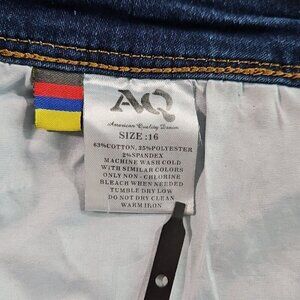 AQ
American Quality Denim
SIZE:16
63%COTTON, 35%POLYESTER
2%SPANDEX
MACHINE WASH COLD
WITH SIMILAR COLORS
ONLY NON - CHLORINE
BLEACH WHEN NEEDED
TUMBLE DRY LOW
DO NOT DRY CLEAN
WARM IRON